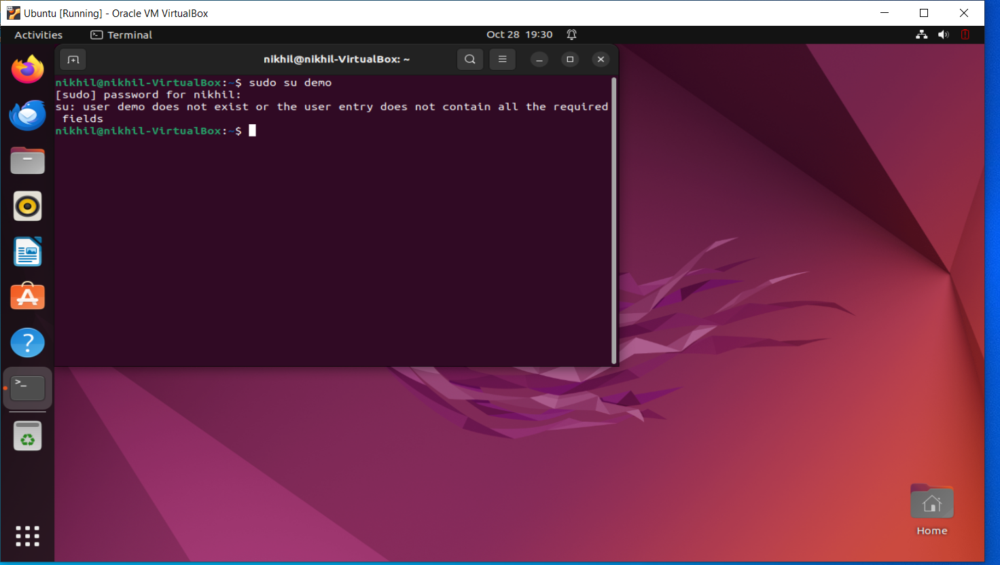 Ubuntu [Running] - Oracle VM VirtualBox
Activities Terminal Oct 28 19:30
nikhil@nikhil-VirtualBox: ~
nikhil@nikhil-VirtualBox:~$ sudo su demo
[sudo] password for nikhil:
su: user demo does not exist or the user entry does not contain all the required
fields
nikhil@nikhil-VirtualBox:~$
Home